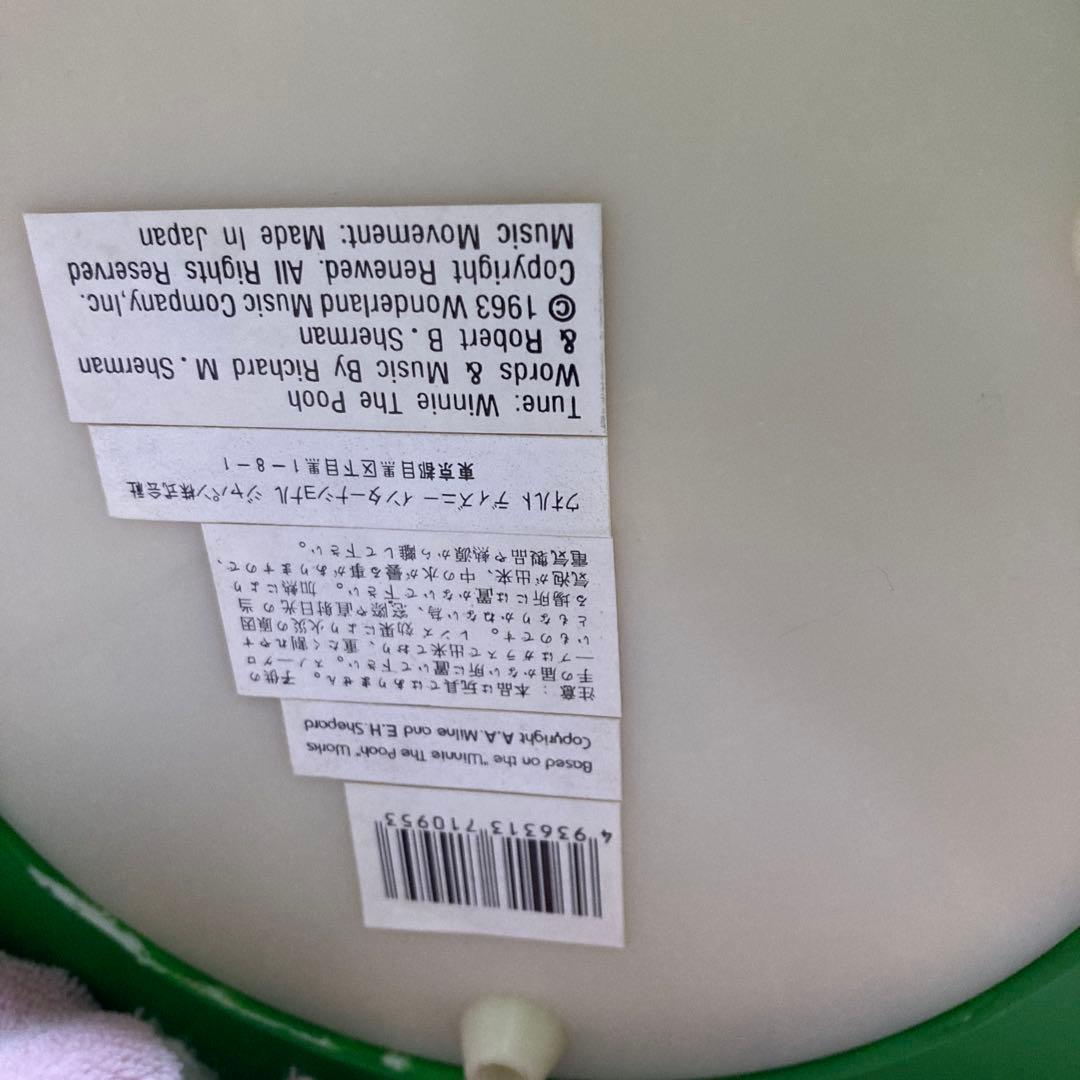 4 936313 710953
Based on the "Winnie The Pooh" Works
Copyright A.A.Milne and E.H.Shepard
注意：本品は玩具ではありません。子供の
手の届かない所に置いて下さい。スノーグロ
ーブはガラスで出来ており、重たく割れやす
いものです。レンズ効果により火災の原因
ともなりかねない為、窓際や直射日光の当
る場所には置かないで下さい。加熱により
気泡が出来、中の水が曇る事がありますので、
電気製品や熱源から離して下さい。
ウオルト ディズニー インターナショナル ジャパン株式会社
東京都目黒区下目黒1-8-1
Tune: Winnie The Pooh
Words & Music By Richard M.Sherman
& Robert B.Sherman
© 1963 Wonderland Music Company,Inc.
Copyright Renewed. All Rights Reserved
Music Movement: Made In Japan